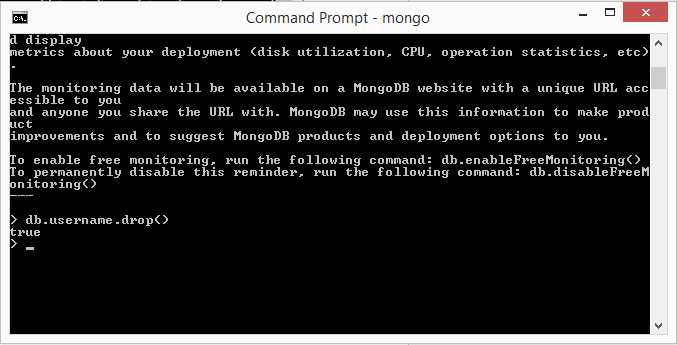 Command Prompt - mongo
d display
metrics about your deployment (disk utilization, CPU, operation statistics, etc)
.
The monitoring data will be available on a MongoDB website with a unique URL acc
essible to you
and anyone you share the URL with. MongoDB may use this information to make prod
uct
improvements and to suggest MongoDB products and deployment options to you.
To enable free monitoring, run the following command: db.enableFreeMonitoring()
To permanently disable this reminder, run the following command: db.disableFreeM
onitoring()
---
> db.username.drop()
true
> _